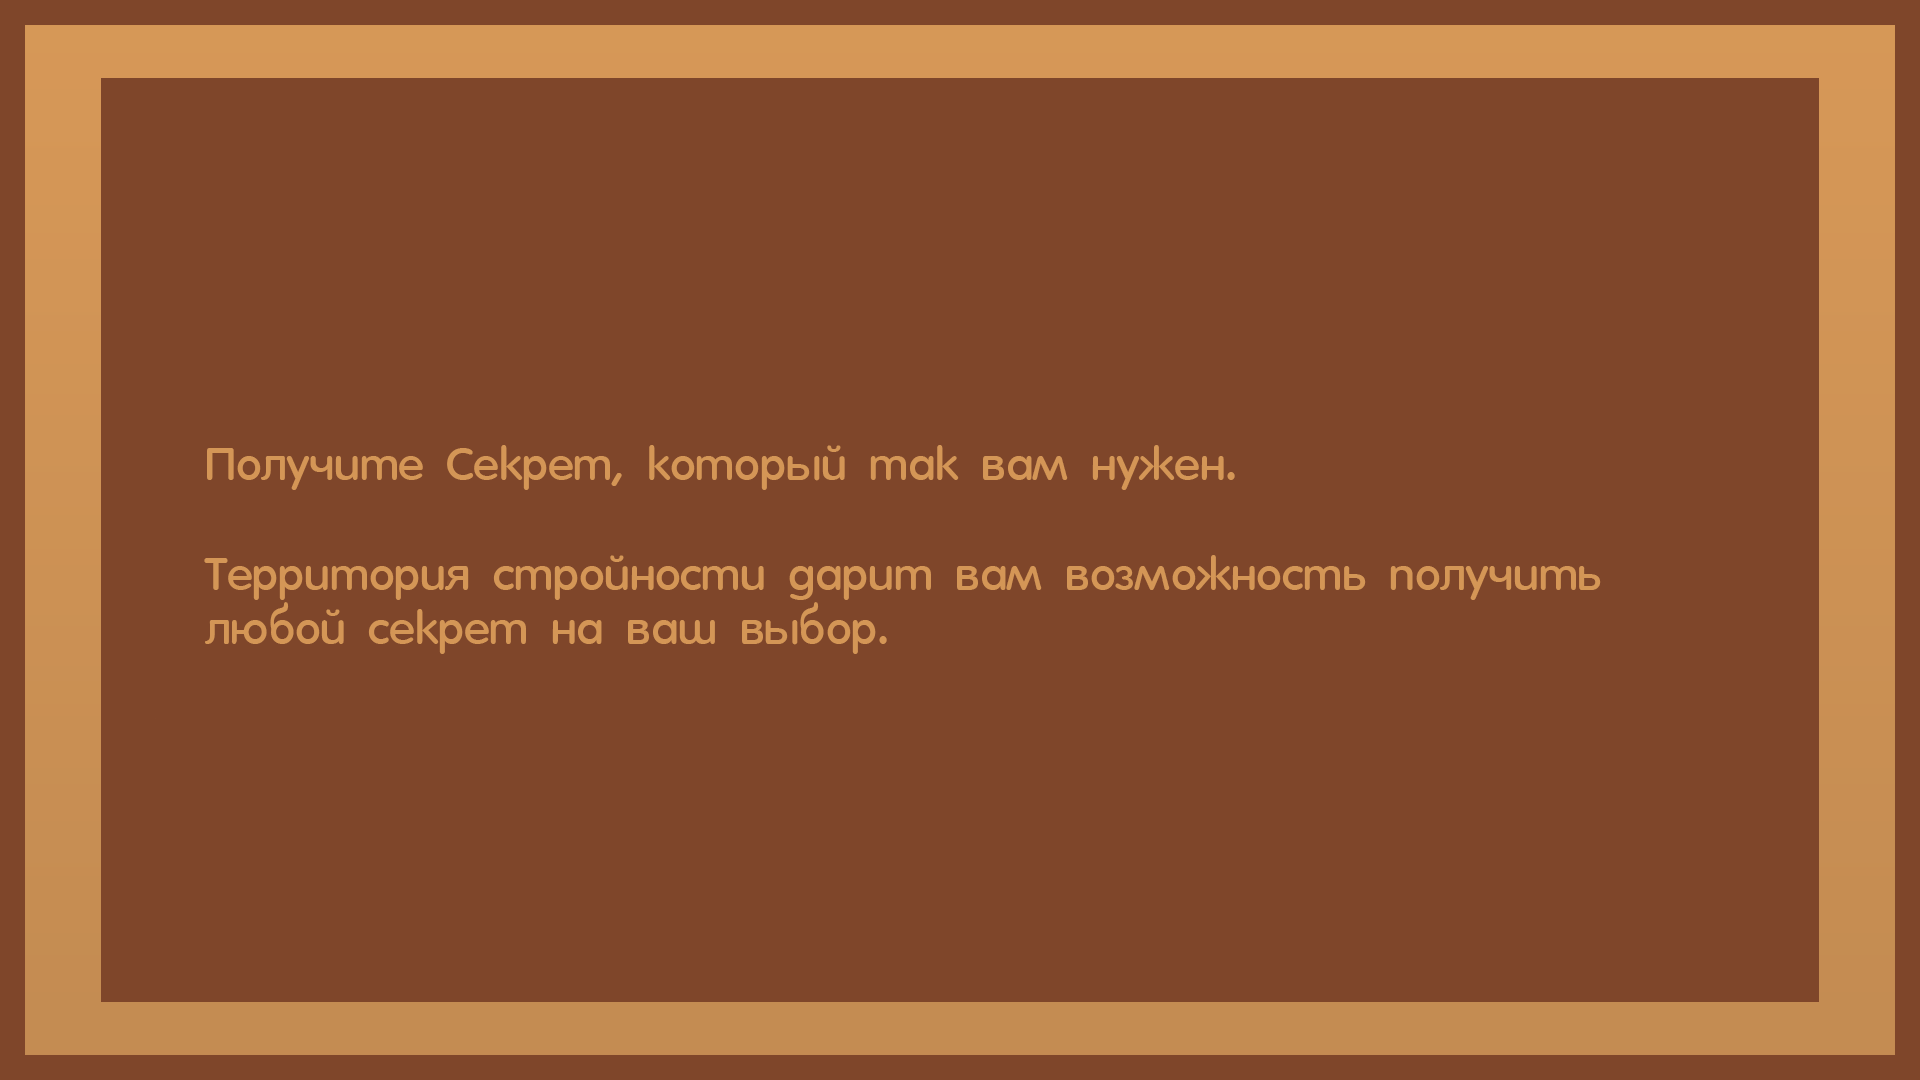 Получите Секрет, который так вам нужен.
Территория стройности дарит вам возможность получить
любой секрет на ваш выбор.